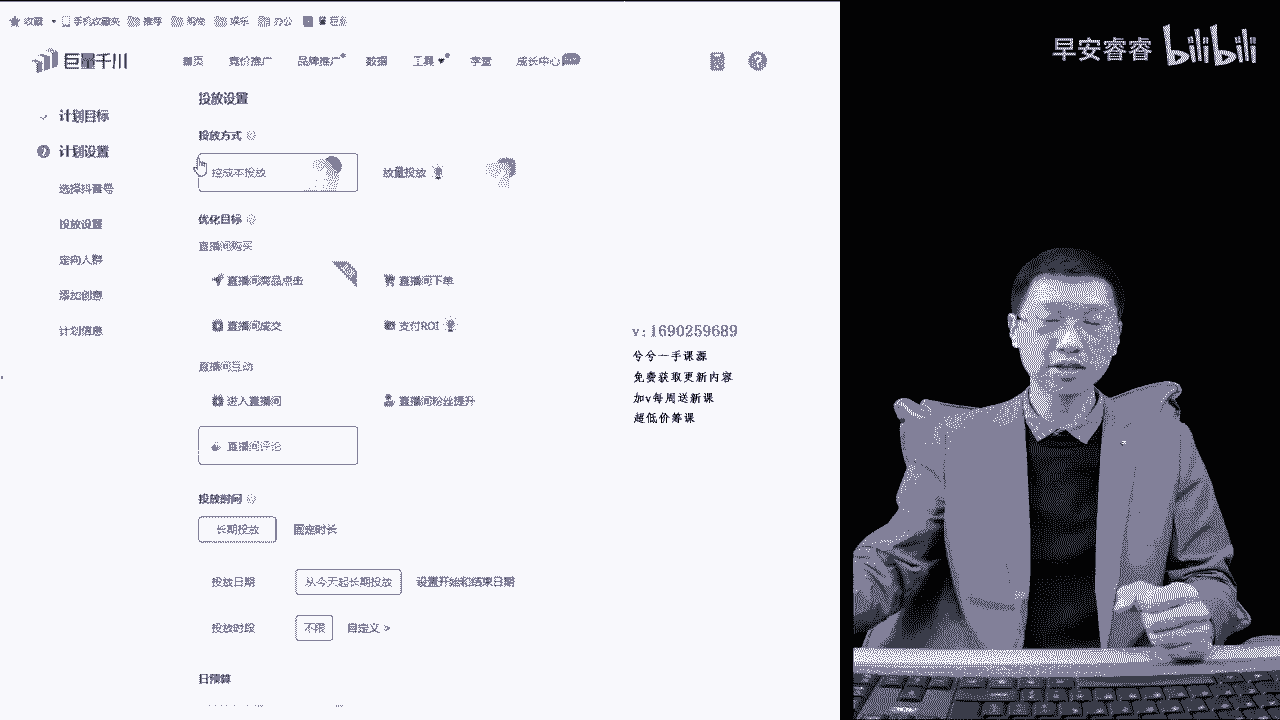 收藏 手机收藏夹 推荐 购物 娱乐 办公 巨量
巨量千川 首页 竞价推广 品牌推广 数据 工具 学堂 成长中心
早安睿睿 bilibili
计划目标
计划设置
选择抖音号
投放设置
定向人群
添加创意
计划信息
投放设置
投放方式
控成本投放 放量投放
优化目标
直播间购买
直播间商品点击 直播间下单
直播间成交 支付ROI
直播间互动
进入直播间 直播间粉丝提升
直播间评论
投放时间
长期投放 固定时长
投放日期 从今天起长期投放 设置开始和结束日期
投放时段 不限 自定义 >
日预算
v:1690259689
兮兮一手课源
免费获取更新内容
加v每周送新课
超低价筹课